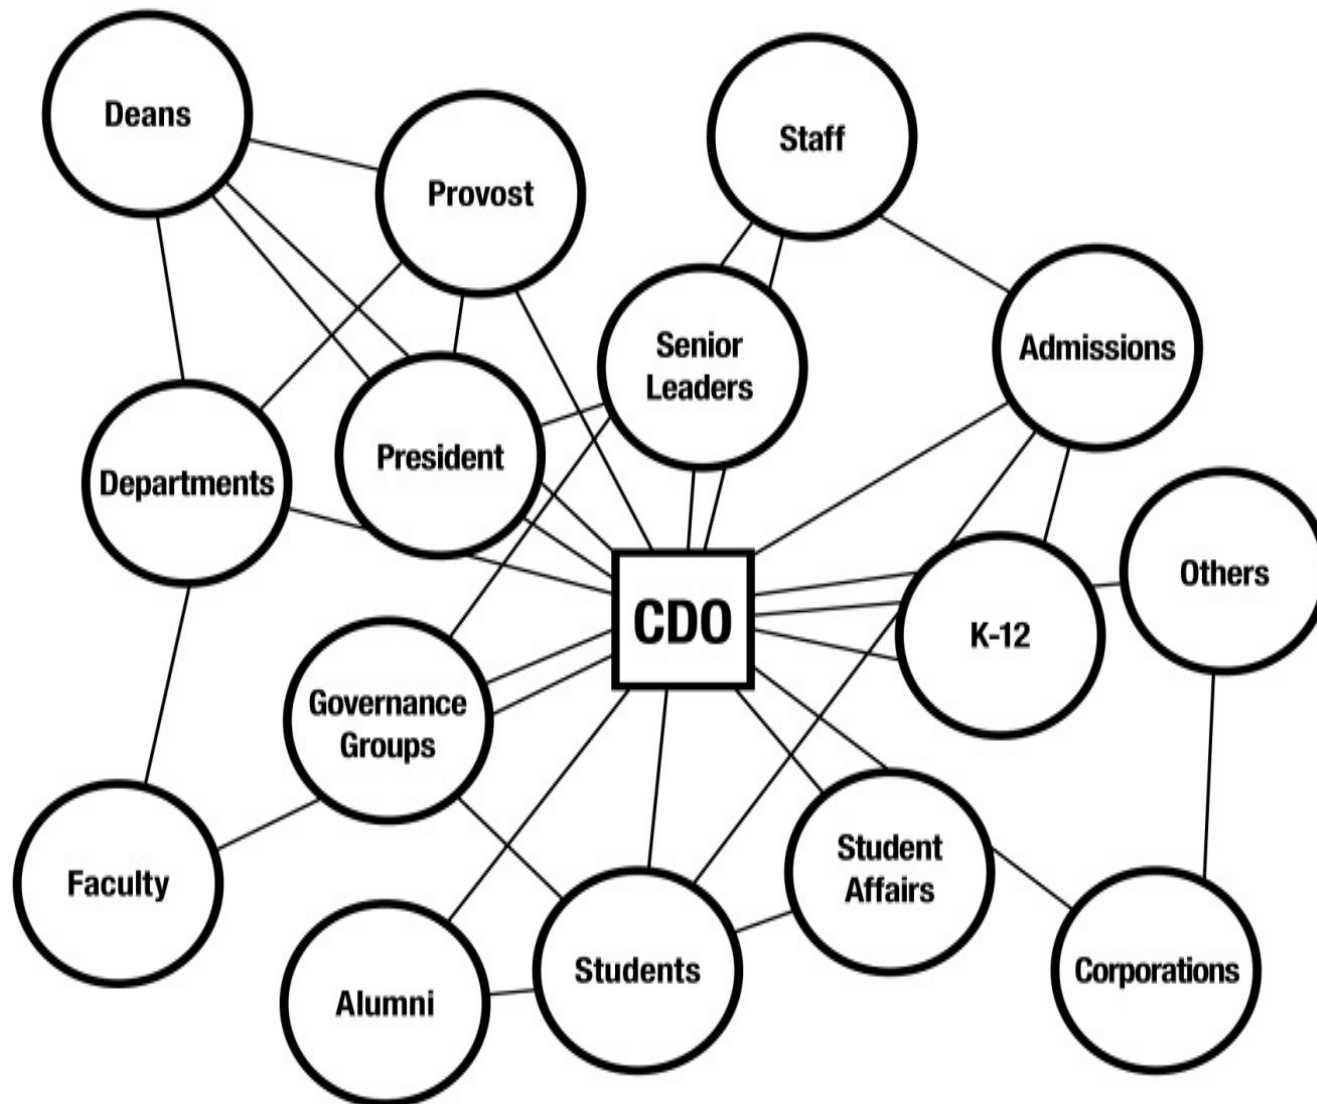 Deans
Provost
Staff
Senior
Leaders
Admissions
Departments
President
Others
CDO
K-12
Governance
Groups
Faculty
Student
Affairs
Alumni
Students
Corporations